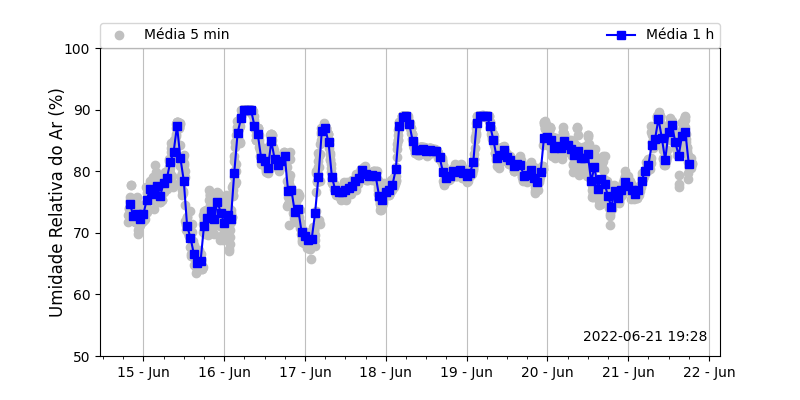 Média 5 min
Média 1 h
Umidade Relativa do Ar (%)
100
90
80
70
60
50
2022-06-21 19:28
15 - Jun
16 - Jun
17 - Jun
18 - Jun
19 - Jun
20 - Jun
21 - Jun
22 - Jun